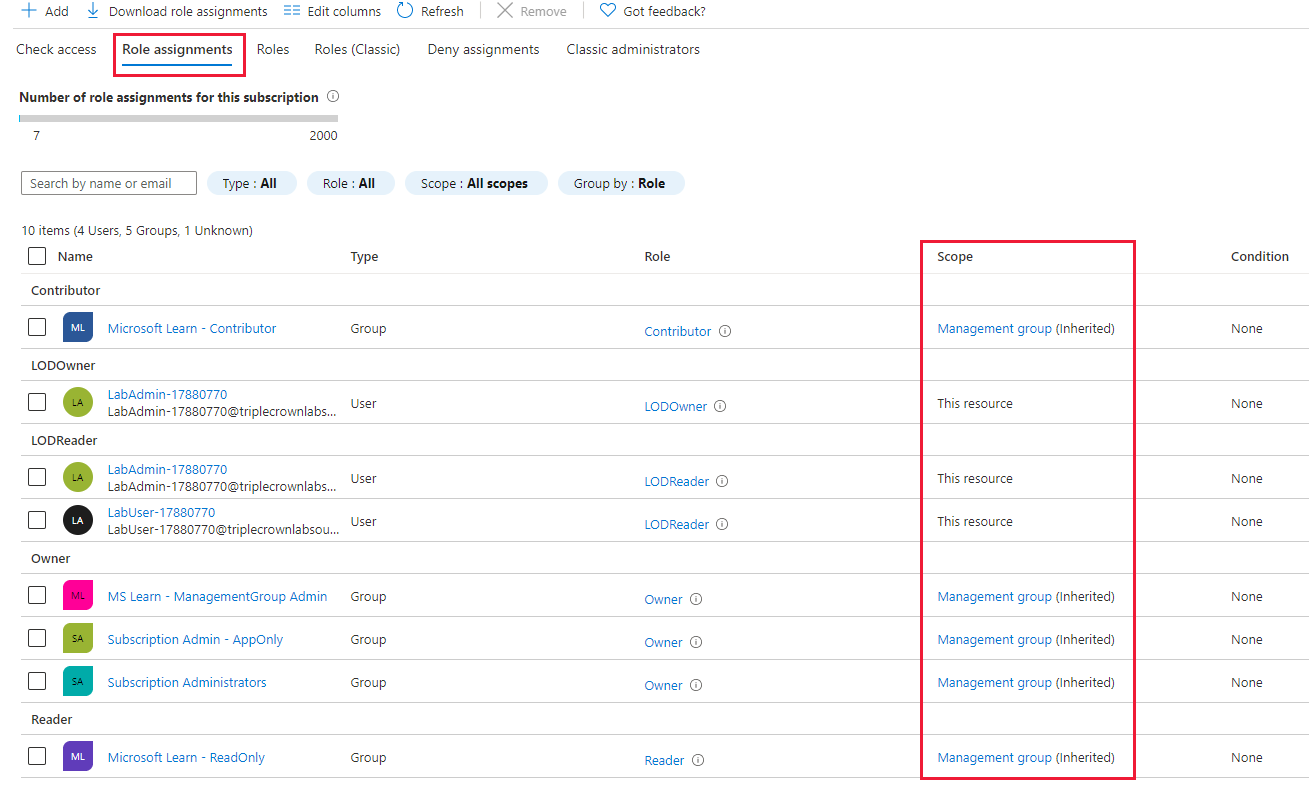 Add Download role assignments Edit columns Refresh Remove Got feedback?
Check access Role assignments Roles Roles (Classic) Deny assignments Classic administrators
Number of role assignments for this subscription
7 2000
Search by name or email Type : All Role : All Scope : All scopes Group by : Role
10 items (4 Users, 5 Groups, 1 Unknown)
Name Type Role Scope Condition
Contributor
ML Microsoft Learn - Contributor Group Contributor Management group (Inherited) None
LODOwner
LA LabAdmin-17880770 User LODOwner This resource None
LabAdmin-17880770@triplecrownlabs...
LODReader
LA LabAdmin-17880770 User LODReader This resource None
LabAdmin-17880770@triplecrownlabs...
LA LabUser-17880770 User LODReader This resource None
LabUser-17880770@triplecrownlabsou...
Owner
ML MS Learn - ManagementGroup Admin Group Owner Management group (Inherited) None
SA Subscription Admin - AppOnly Group Owner Management group (Inherited) None
SA Subscription Administrators Group Owner Management group (Inherited) None
Reader
ML Microsoft Learn - ReadOnly Group Reader Management group (Inherited) None